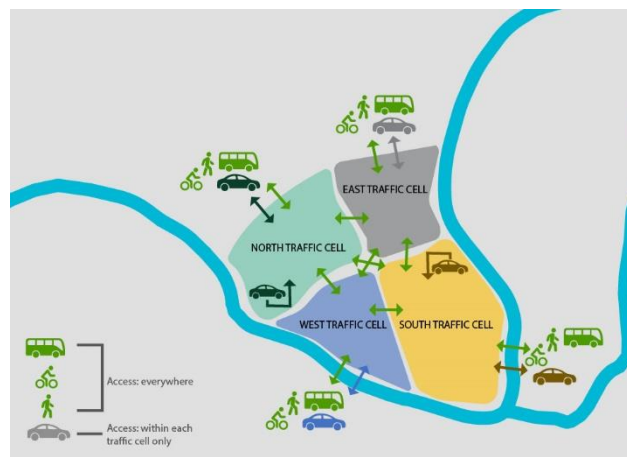 EAST TRAFFIC CELL
NORTH TRAFFIC CELL
WEST TRAFFIC CELL
SOUTH TRAFFIC CELL
Access: everywhere
Access: within each
traffic cell only